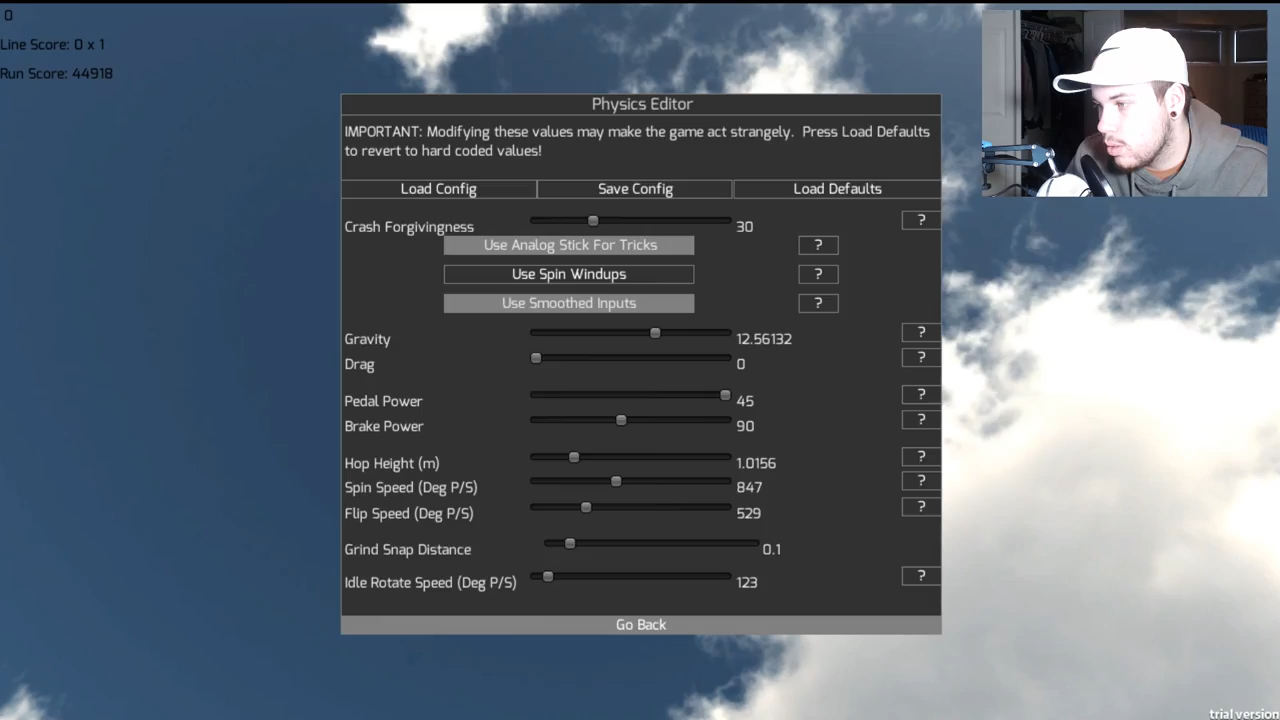 0
Line Score: 0 x 1
Run Score: 44918
Physics Editor
IMPORTANT: Modifying these values may make the game act strangely. Press Load Defaults
to revert to hard coded values!
Load Config
Save Config
Load Defaults
Crash Forgivingness 30 ?
Use Analog Stick For Tricks ?
Use Spin Windups ?
Use Smoothed Inputs ?
Gravity 12.56132 ?
Drag 0 ?
Pedal Power 45 ?
Brake Power 90 ?
Hop Height (m) 1.0156 ?
Spin Speed (Deg P/S) 847 ?
Flip Speed (Deg P/S) 529 ?
Grind Snap Distance 0.1
Idle Rotate Speed (Deg P/S) 123 ?
Go Back
trial version